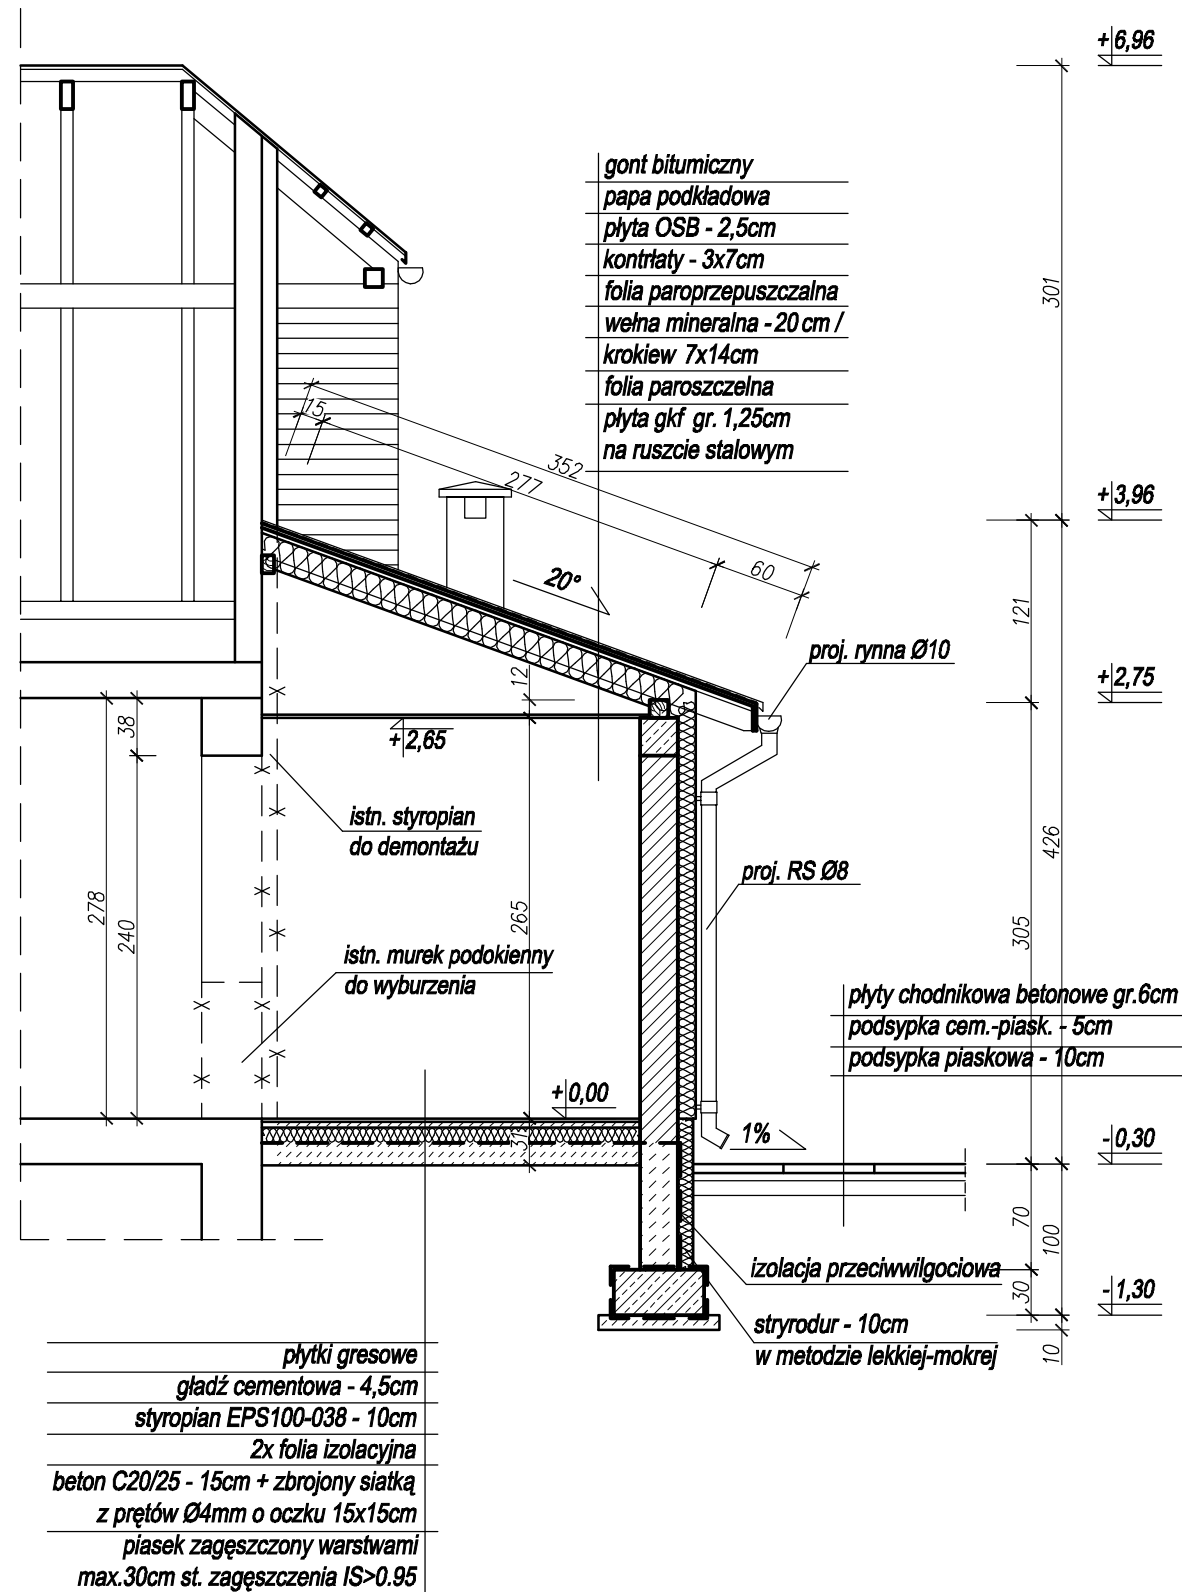 +6,96
gont bitumiczny
papa podkładowa
płyta OSB - 2,5cm
kontrłaty - 3x7cm
folia paroprzepuszczalna
wełna mineralna - 20 cm /
krokiew 7x14cm
folia paroszczelna
płyta gkf gr. 1,25cm
na ruszcie stalowym
301
15
352
277
60
+3,96
20°
121
proj. rynna Ø10
+2,75
12
38
+2,65
istn. styropian
do demontażu
proj. RS Ø8
426
278
240
265
305
istn. murek podokienny
do wyburzenia
płyty chodnikowa betonowe gr.6cm
podsypka cem.-piask. - 5cm
podsypka piaskowa - 10cm
+0,00
31
1%
-0,30
70
100
izolacja przeciwwilgociowa
30
-1,30
stryrodur - 10cm
w metodzie lekkiej-mokrej
10
płytki gresowe
gładź cementowa - 4,5cm
styropian EPS100-038 - 10cm
2x folia izolacyjna
beton C20/25 - 15cm + zbrojony siatką
z prętów Ø4mm o oczku 15x15cm
piasek zagęszczony warstwami
max.30cm st. zagęszczenia IS>0.95